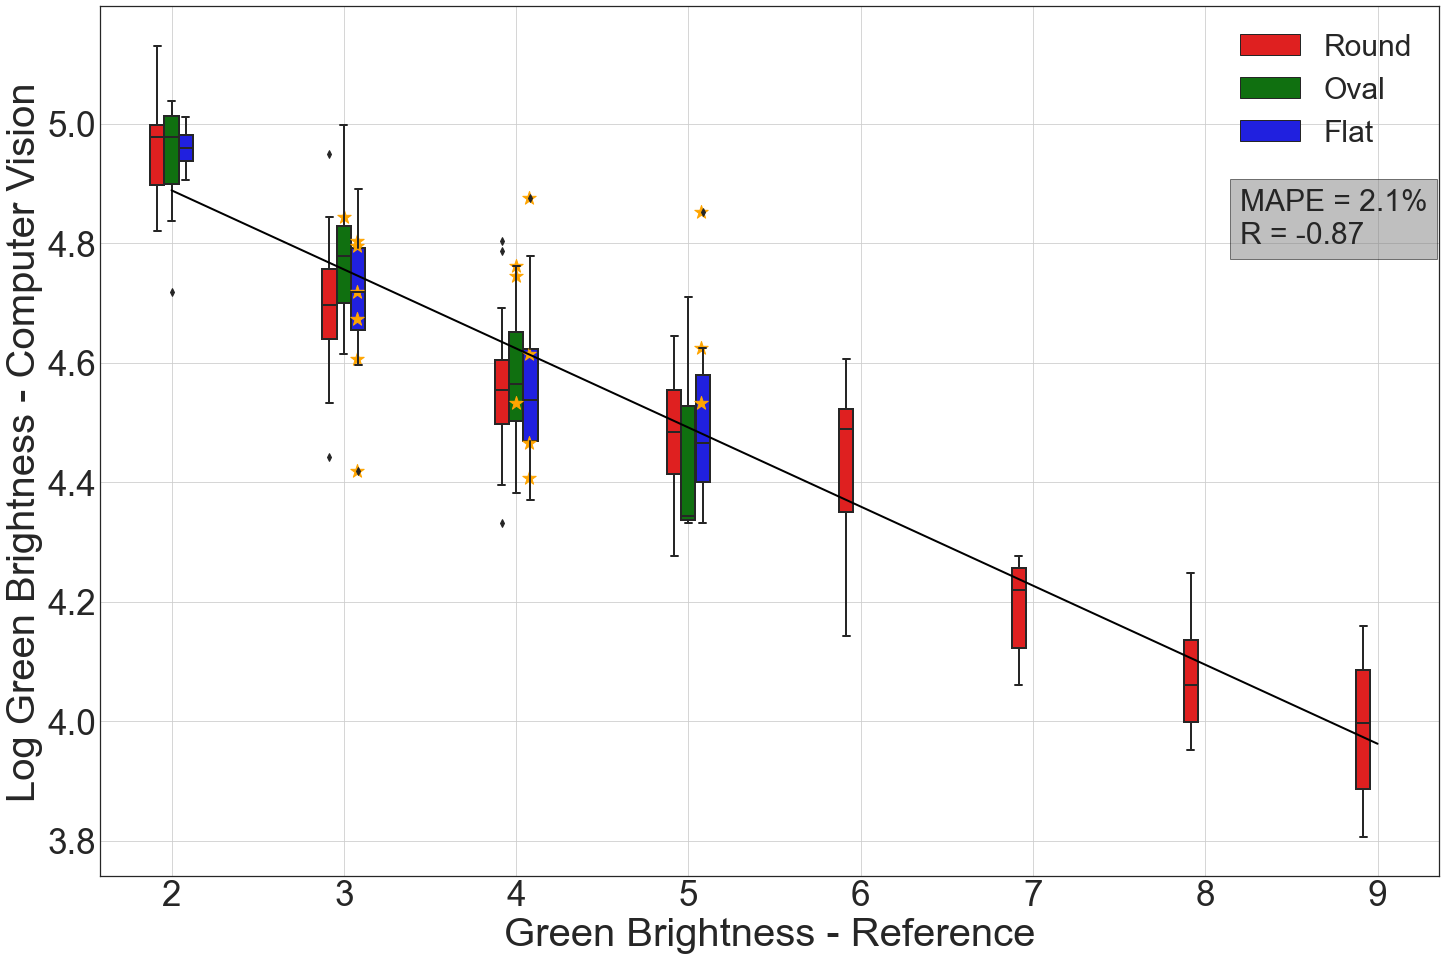 Log Green Brightness - Computer Vision
5.0
4.8
4.6
4.4
4.2
4.0
3.8
Round
Oval
Flat
MAPE = 2.1%
R = -0.87
2 3 4 5 6 7 8 9
Green Brightness - Reference